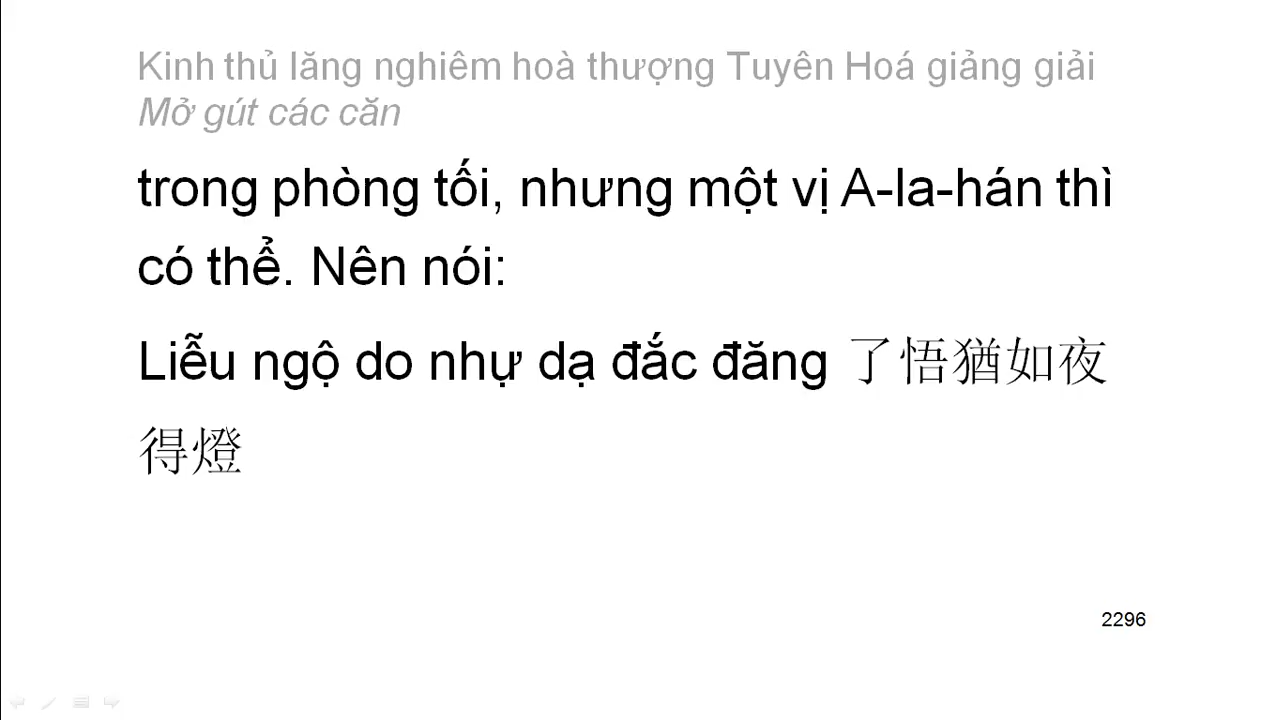 Kinh thủ lăng nghiêm hoà thượng Tuyên Hoá giảng giải
Mở gút các căn
trong phòng tối, nhưng một vị A-la-hán thì
có thể. Nên nói:
Liễu ngộ do nhự dạ đắc đăng 了悟猶如夜
得燈
2296